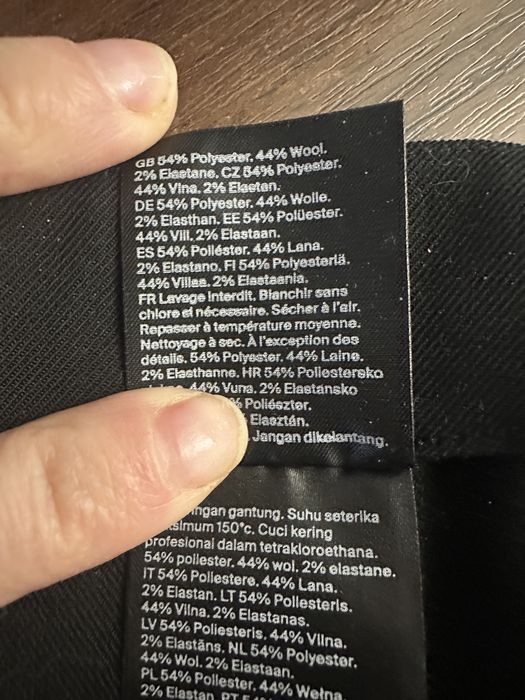 GB 54% Polyester. 44% Wool.
2% Elastane. CZ 54% Polyester.
44% Vlna. 2% Elasten.
DE 54% Polyester. 44% Wolle.
2% Elasthan. EE 54% Polüester.
44% Vill. 2% Elastaan.
ES 54% Poliéster. 44% Lana.
2% Elastano. FI 54% Polyesteriä.
44% Villaa. 2% Elastaania.
FR Lavage interdit. Blanchir sans
chlore si nécessaire. Sécher à l'air.
Repasser à température moyenne.
Nettoyage à sec. À l'exception des
détails. 54% Polyester. 44% Laine.
2% Elasthanne. HR 54% Poliestersko
44% Vuna. 2% Elastansko
% Poliészter.
Elasztán.
Jangan dikelantang.
ngan gantung. Suhu seterika
simum 150°c. Cuci kering
profesional dalam tetrakloroethana.
54% poliester. 44% wol. 2% elastane.
IT 54% Poliestere. 44% Lana.
2% Elastan. LT 54% Poliesteris.
44% Vilna. 2% Elastanas.
LV 54% Poliesteris. 44% Vilna.
2% Elastāns. NL 54% Polyester.
44% Wol. 2% Elastaan.
PL 54% Poliester. 44% Wełna.
2% Elastan. PT 54%